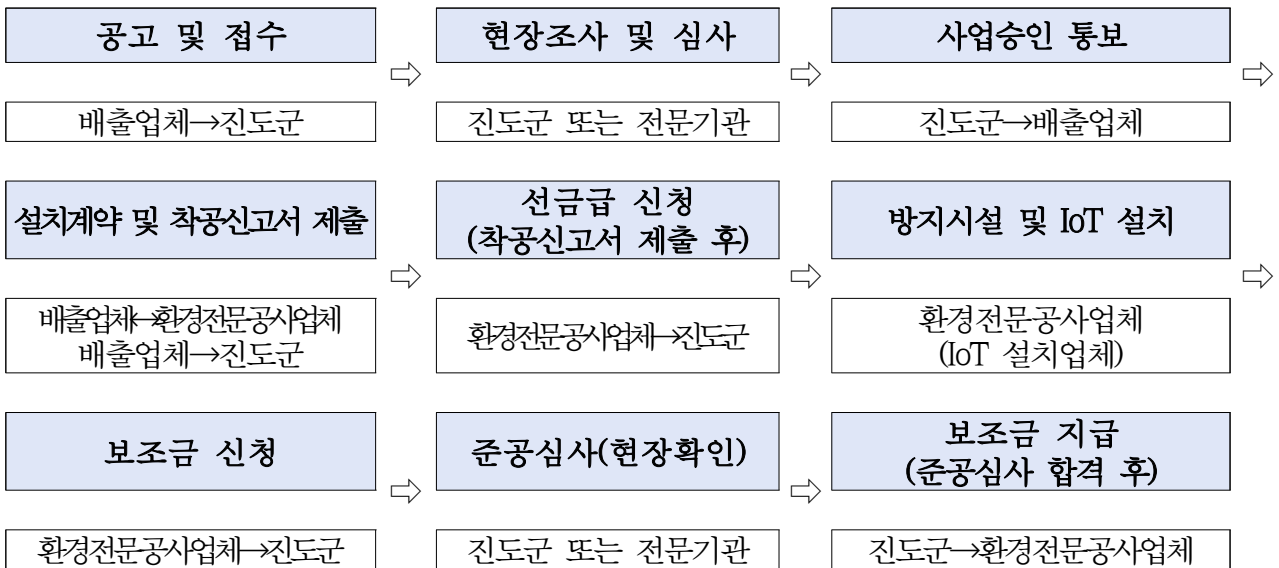 공고 및 접수
현장조사 및 심사
사업승인 통보
⇨
⇨
⇨
배출업체→진도군
진도군 또는 전문기관
진도군→배출업체
설치계약 및 착공신고서 제출
선금급 신청
(착공신고서 제출 후)
방지시설 및 IoT 설치
⇨
⇨
⇨
배출업체↔환경전문공사업체
배출업체→진도군
환경전문공사업체→진도군
환경전문공사업체
(IoT 설치업체)
보조금 신청
준공심사(현장확인)
보조금 지급
(준공심사 합격 후)
⇨
⇨
환경전문공사업체→진도군
진도군 또는 전문기관
진도군→환경전문공사업체